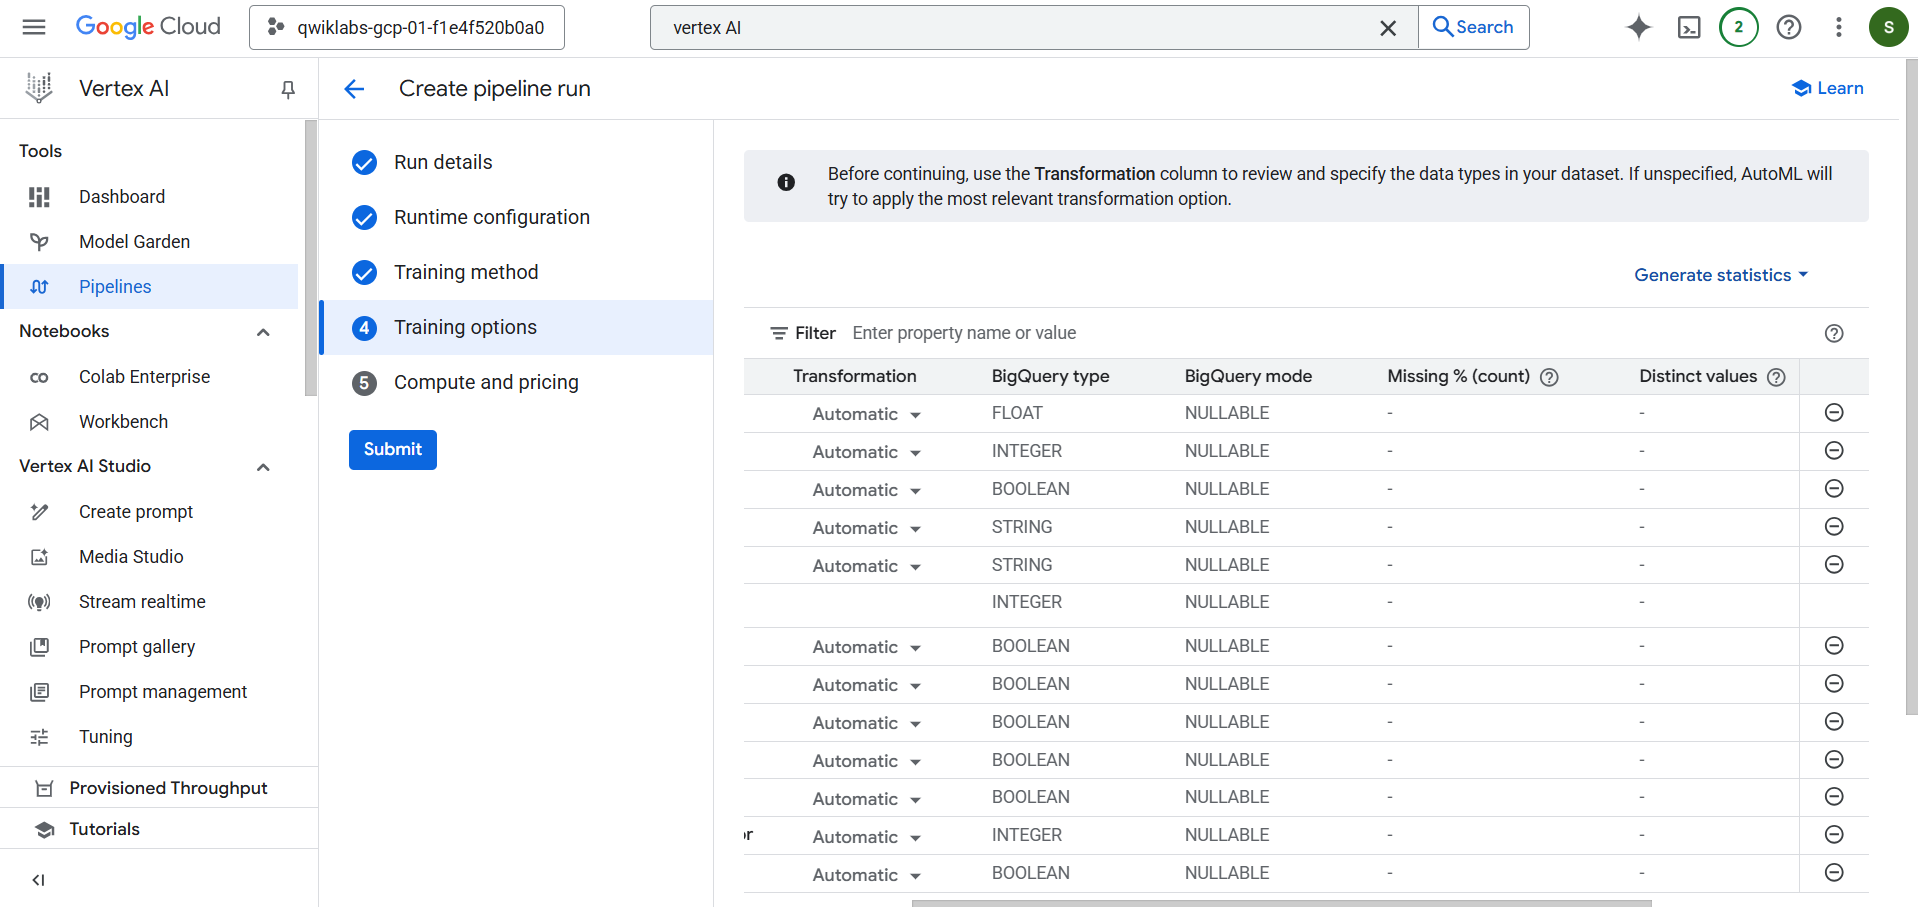 Google Cloud
qwiklabs-gcp-01-f1e4f520b0a0
vertex AI
Search
2
S
Vertex AI
Create pipeline run
Learn
Tools
Dashboard
Model Garden
Pipelines
Notebooks
Colab Enterprise
Workbench
Vertex AI Studio
Create prompt
Media Studio
Stream realtime
Prompt gallery
Prompt management
Tuning
Provisioned Throughput
Tutorials
Run details
Runtime configuration
Training method
4 Training options
5 Compute and pricing
Submit
Before continuing, use the Transformation column to review and specify the data types in your dataset. If unspecified, AutoML will
try to apply the most relevant transformation option.
Generate statistics
Filter Enter property name or value
Transformation BigQuery type BigQuery mode Missing % (count) Distinct values
Automatic FLOAT NULLABLE - -
Automatic INTEGER NULLABLE - -
Automatic BOOLEAN NULLABLE - -
Automatic STRING NULLABLE - -
Automatic STRING NULLABLE - -
INTEGER NULLABLE - -
Automatic BOOLEAN NULLABLE - -
Automatic BOOLEAN NULLABLE - -
Automatic BOOLEAN NULLABLE - -
Automatic BOOLEAN NULLABLE - -
Automatic BOOLEAN NULLABLE - -
Automatic INTEGER NULLABLE - -
Automatic BOOLEAN NULLABLE - -